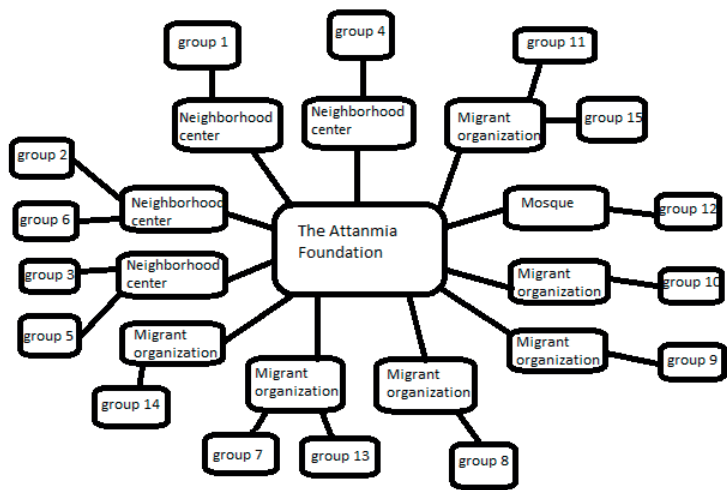 group 1
group 4
group 11
Neighborhood
center
Neighborhood
center
Migrant
organization
group 15
group 2
Neighborhood
center
group 6
The Attanmia
Foundation
Mosque
group 12
group 3
Neighborhood
center
Migrant
organization
group 10
group 5
Migrant
organization
Migrant
organization
group 9
Migrant
organization
Migrant
organization
group 14
group 7
group 13
group 8